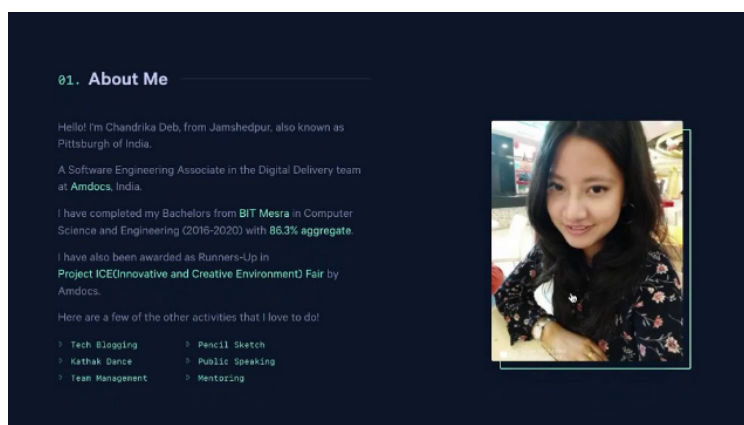 01. About Me
Hello! I'm Chandrika Deb, from Jamshedpur, also known as
Pittsburgh of India.
A Software Engineering Associate in the Digital Delivery team
at Amdocs, India.
I have completed my Bachelors from BIT Mesra in Computer
Science and Engineering (2016-2020) with 86.3% aggregate.
I have also been awarded as Runners-Up in
Project ICE(Innovative and Creative Environment) Fair by
Amdocs.
Here are a few of the other activities that I love to do!
Tech Blogging
Kathak Dance
Team Management
Pencil Sketch
Public Speaking
Mentoring